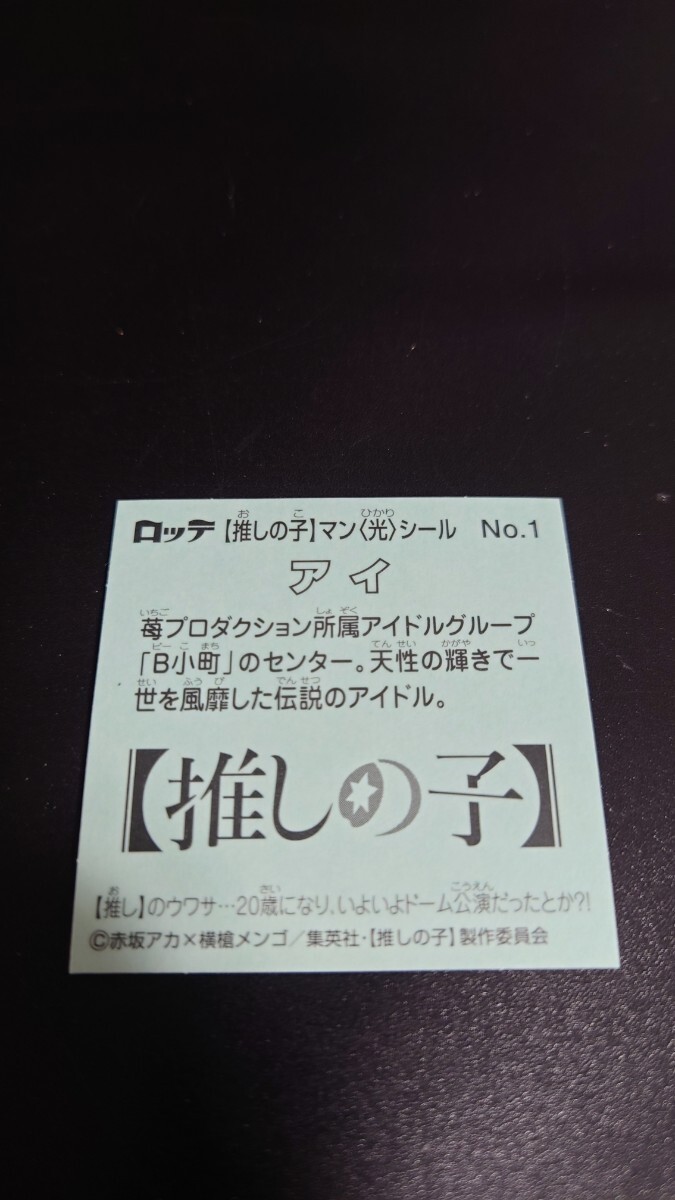 ロッテ【推しの子】マン〈光〉シール No.1
アイ
苺プロダクション所属アイドルグループ
「B小町」のセンター。天性の輝きで一
世を風靡した伝説のアイドル。
【推しの子】
【推し】のウワサ…20歳になり、いよいよドーム公演だったとか?!
©赤坂アカ×横槍メンゴ／集英社・【推しの子】製作委員会